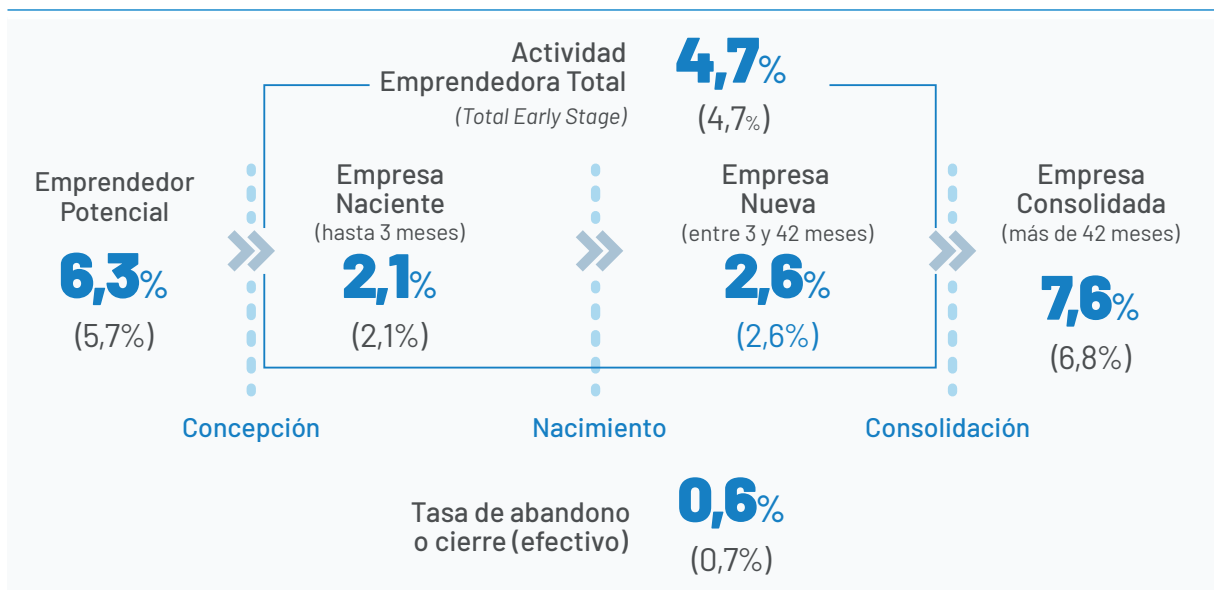 Actividad
Emprendedora Total
(Total Early Stage)
4,7%
(4,7%)
Emprendedor
Potencial
6,3%
(5,7%)
Empresa
Naciente
(hasta 3 meses)
2,1%
(2,1%)
Empresa
Nueva
(entre 3 y 42 meses)
2,6%
(2,6%)
Empresa
Consolidada
(más de 42 meses)
7,6%
(6,8%)
Concepción
Nacimiento
Consolidación
Tasa de abandono
o cierre (efectivo)
0,6%
(0,7%)